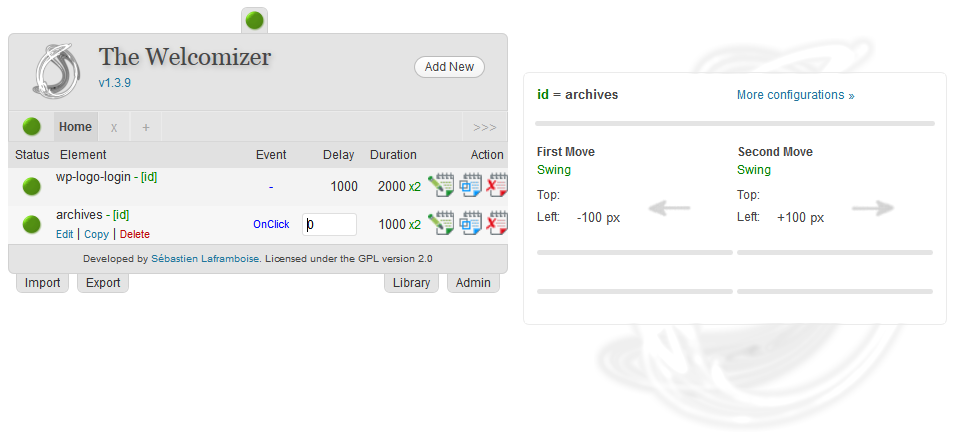 The Welcomizer
v1.3.9
Add New
Home x + >>>
Status Element Event Delay Duration Action
wp-logo-login - [id] - 1000 2000 x2
archives - [id] OnClick 0 1000 x2
Edit | Copy | Delete
Developed by Sébastien Laframboise. Licensed under the GPL version 2.0
Import Export Library Admin
id = archives More configurations »
First Move Second Move
Swing Swing
Top: Top:
Left: -100 px Left: +100 px